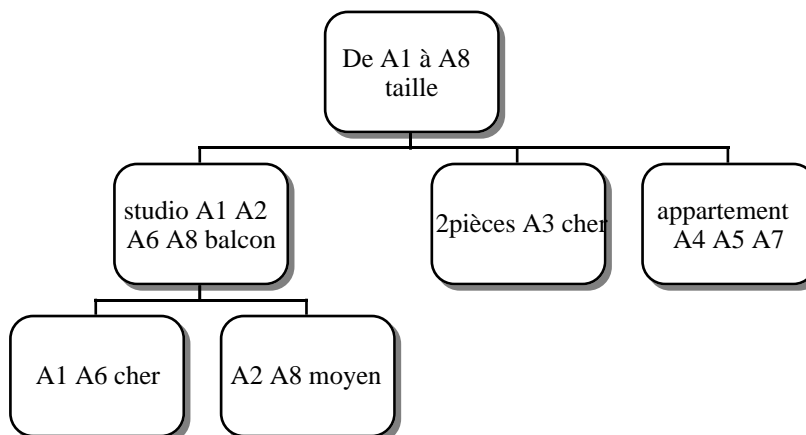 De A1 à A8
taille
studio A1 A2
A6 A8 balcon
2pièces A3 cher
appartement
A4 A5 A7
A1 A6 cher
A2 A8 moyen